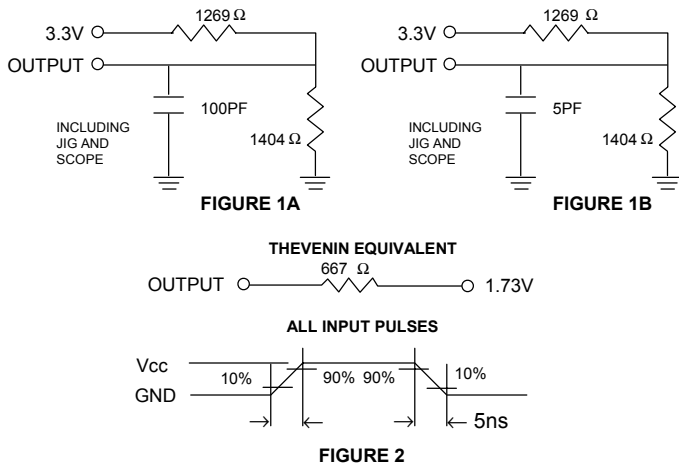 1269 Ω
3.3V
OUTPUT
100PF
INCLUDING
JIG AND
SCOPE
1404 Ω
FIGURE 1A
1269 Ω
3.3V
OUTPUT
5PF
INCLUDING
JIG AND
SCOPE
1404 Ω
FIGURE 1B
THEVENIN EQUIVALENT
667 Ω
OUTPUT 1.73V
ALL INPUT PULSES
Vcc
10% 90% 90% 10%
GND
5ns
FIGURE 2